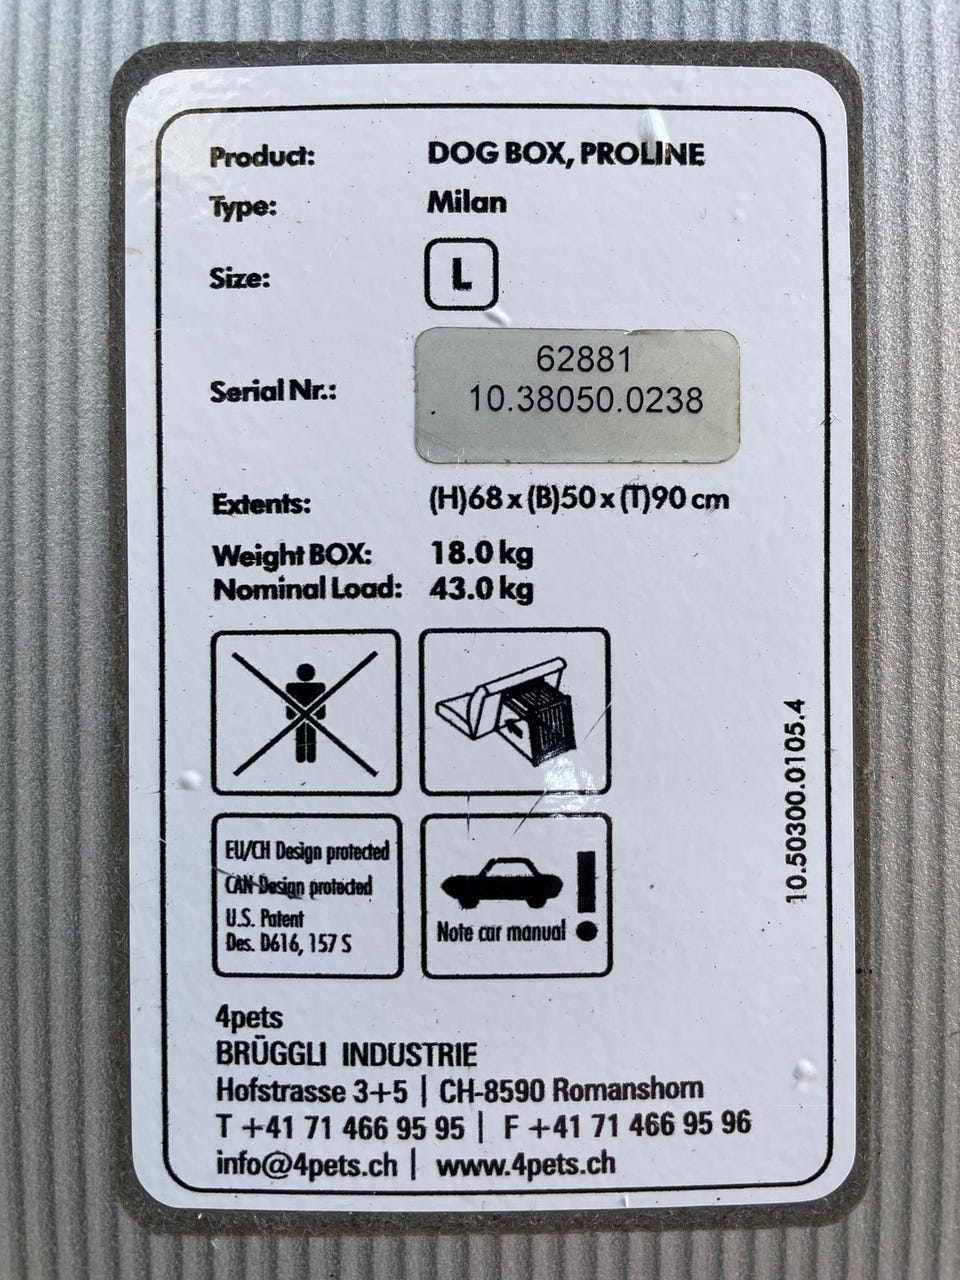 Product: DOG BOX, PROLINE
Type: Milan
Size: L
Serial Nr.: 62881
10.38050.0238
Extents: (H)68 x (B)50 x (T)90 cm
Weight BOX: 18.0 kg
Nominal Load: 43.0 kg
EU/CH Design protected
CAN Design protected
U.S. Patent
Des. D616, 157 S
Note car manual !
10.50300.0105.4
4pets
BRÜGGLI INDUSTRIE
Hofstrasse 3+5 | CH-8590 Romanshorn
T +41 71 466 95 95 | F +41 71 466 95 96
info@4pets.ch | www.4pets.ch